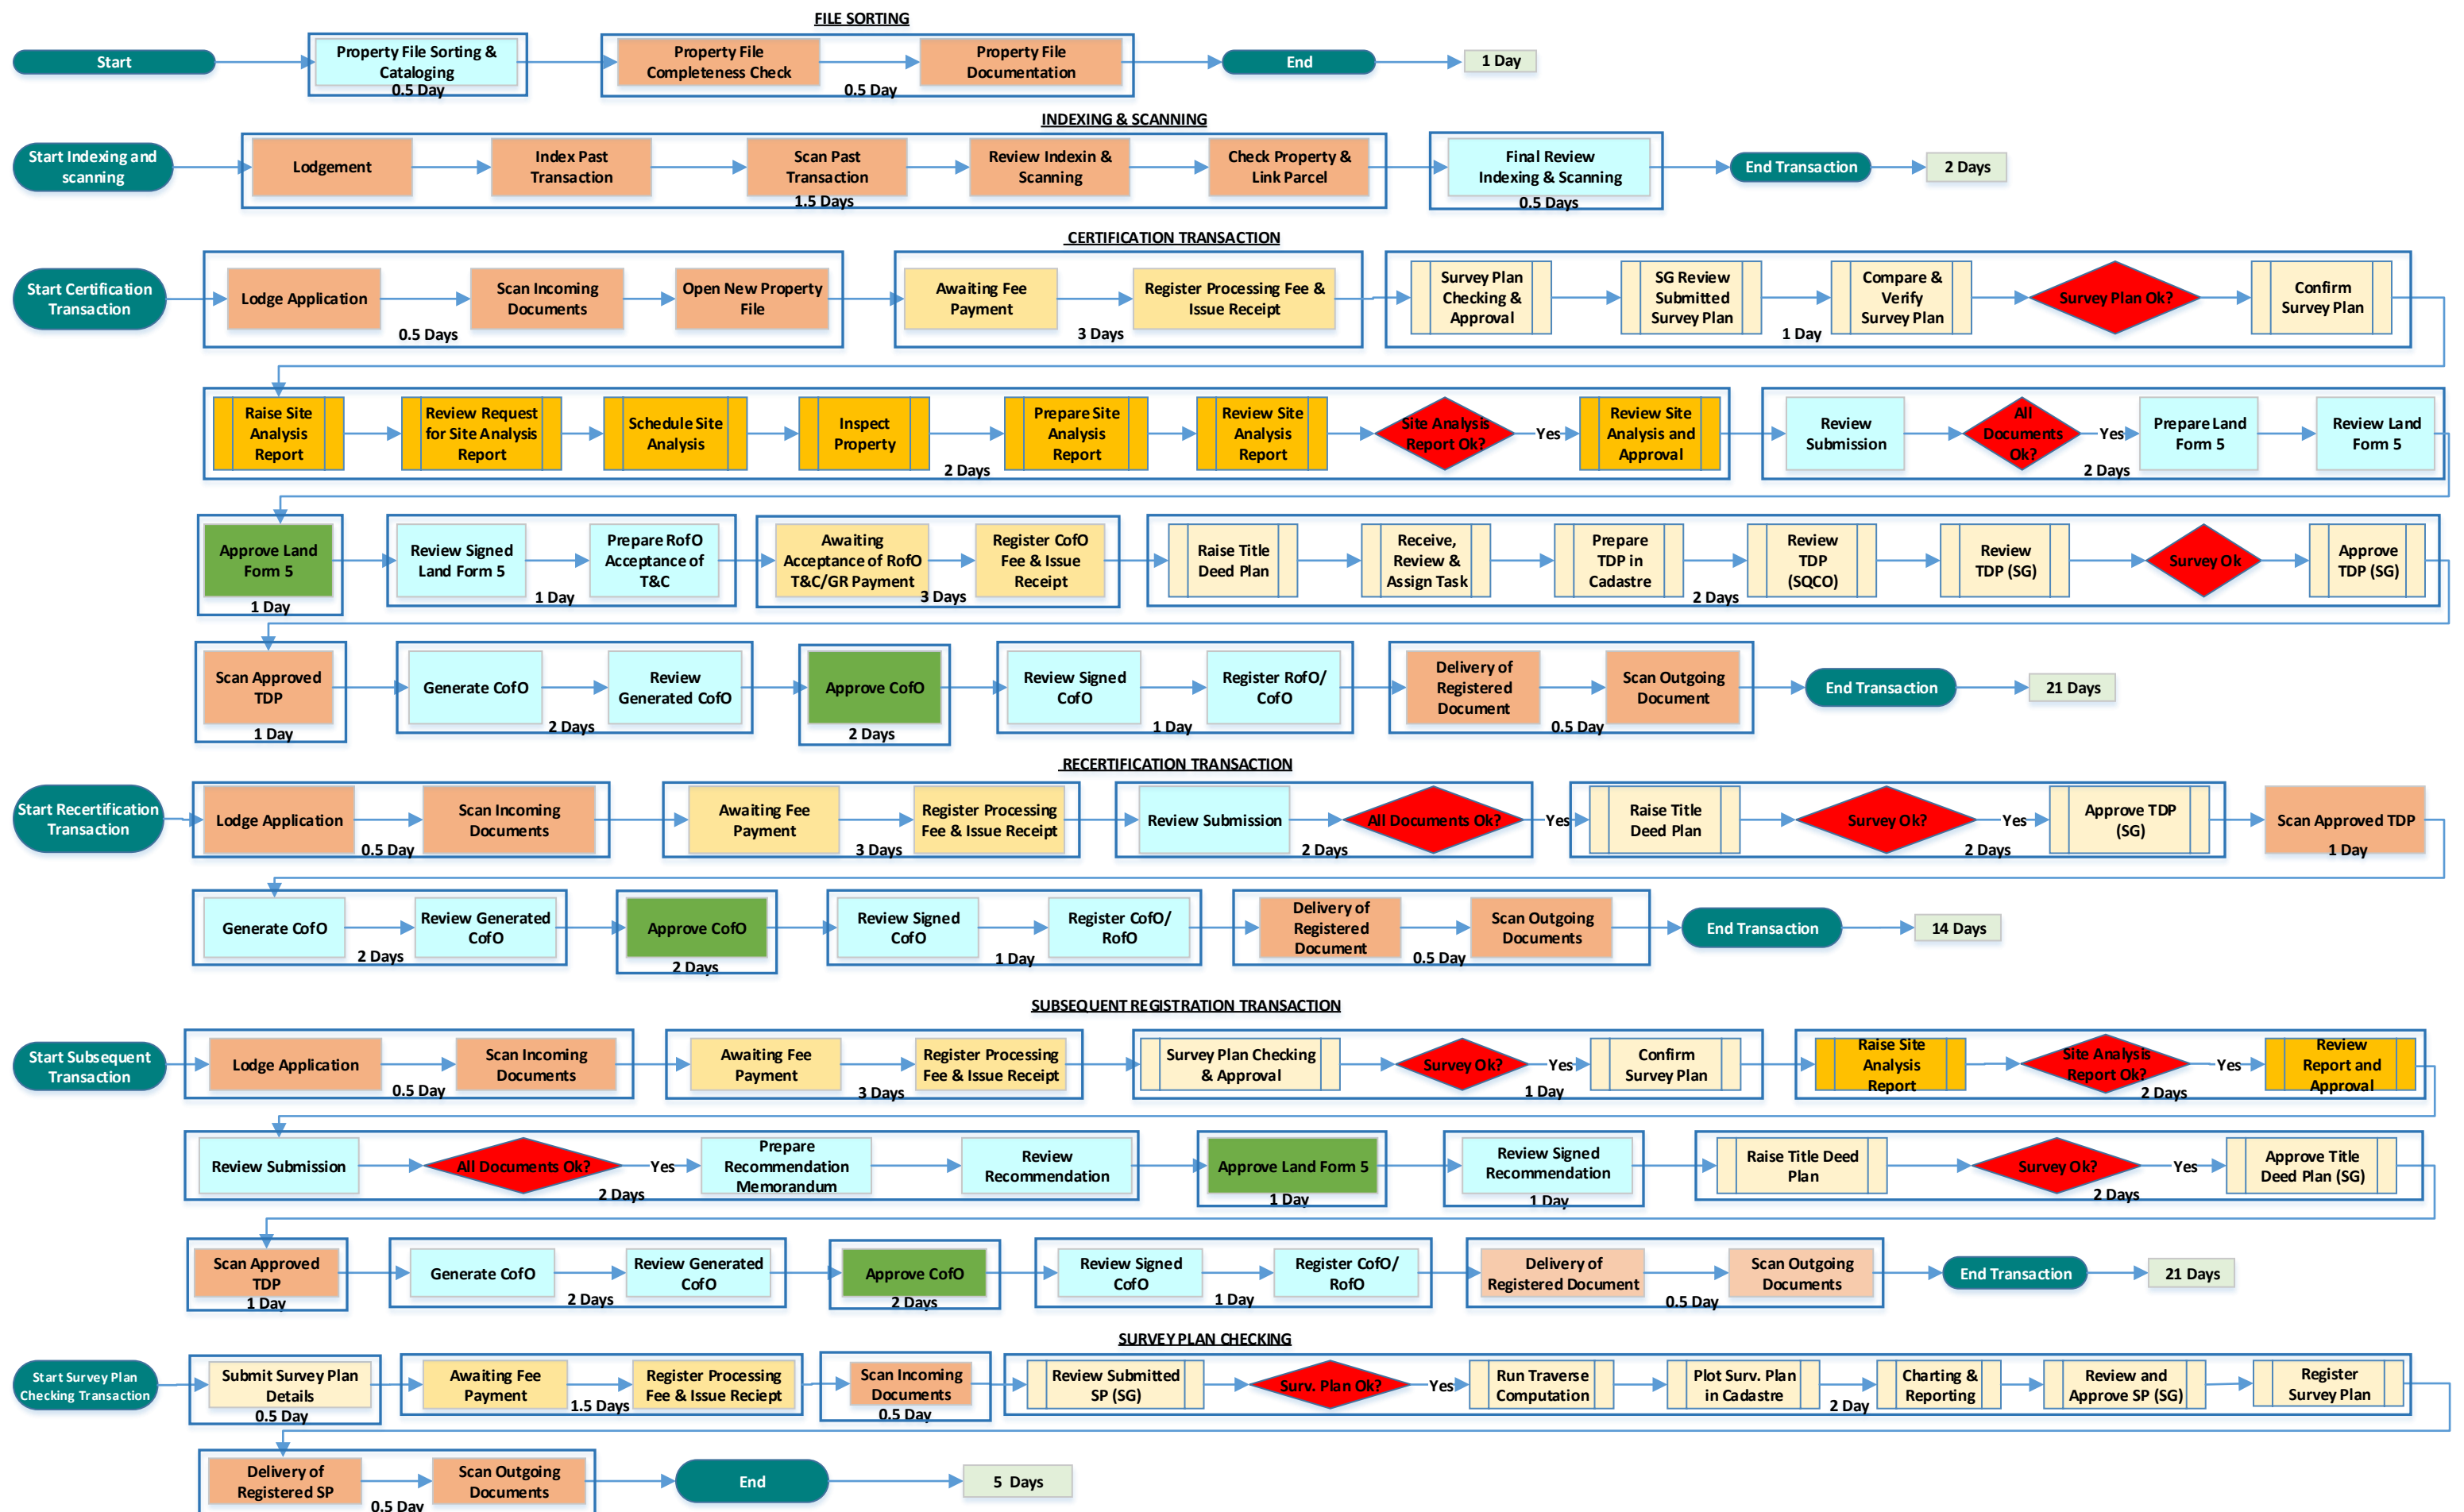 FILE SORTING
Start
Property File Sorting &
Cataloging
0.5 Day
Property File
Completeness Check
Property File
Documentation
0.5 Day
End
1 Day
INDEXING & SCANNING
Start Indexing and
scanning
Lodgement
Index Past
Transaction
Scan Past
Transaction
Review Indexin &
Scanning
Check Property &
Link Parcel
1.5 Days
Final Review
Indexing & Scanning
0.5 Days
End Transaction
2 Days
CERTIFICATION TRANSACTION
Start Certification
Transaction
Lodge Application
Scan Incoming
Documents
Open New Property
File
0.5 Days
Awaiting Fee
Payment
Register Processing Fee &
Issue Receipt
3 Days
Survey Plan
Checking &
Approval
SG Review
Submitted
Survey Plan
Compare &
Verify
Survey Plan
Survey Plan Ok?
Confirm
Survey Plan
1 Day
Raise Site
Analysis
Report
Review Request
for Site Analysis
Report
Schedule Site
Analysis
Inspect
Property
Prepare Site
Analysis
Report
Review Site
Analysis
Report
Site Analysis
Report Ok?
Yes
Review Site
Analysis and
Approval
2 Days
Review
Submission
All
Documents
Ok?
Yes
Prepare Land
Form 5
Review Land
Form 5
2 Days
Approve Land
Form 5
1 Day
Review Signed
Land Form 5
Prepare RofO
Acceptance of
T&C
1 Day
Awaiting
Acceptance of RofO
T&C/GR Payment
Register CofO
Fee & Issue
Receipt
3 Days
Raise Title
Deed Plan
Receive,
Review &
Assign Task
Prepare
TDP in
Cadastre
Review
TDP
(SQCO)
Review
TDP (SG)
Survey Ok
Approve
TDP (SG)
2 Days
Scan Approved
TDP
1 Day
Generate CofO
Review
Generated CofO
2 Days
Approve CofO
2 Days
Review Signed
CofO
Register RofO/
CofO
1 Day
Delivery of
Registered
Document
Scan Outgoing
Document
0.5 Day
End Transaction
21 Days
RECERTIFICATION TRANSACTION
Start Recertification
Transaction
Lodge Application
Scan Incoming
Documents
0.5 Day
Awaiting Fee
Payment
Register Processing
Fee & Issue Receipt
3 Days
Review Submission
All Documents Ok?
2 Days
Yes
Raise Title
Deed Plan
Survey Ok?
Yes
Approve TDP
(SG)
2 Days
Scan Approved TDP
1 Day
Generate CofO
Review Generated
CofO
2 Days
Approve CofO
2 Days
Review Signed
CofO
Register CofO/
RofO
1 Day
Delivery of
Registered
Document
Scan Outgoing
Documents
0.5 Day
End Transaction
14 Days
SUBSEQUENT REGISTRATION TRANSACTION
Start Subsequent
Transaction
Lodge Application
Scan Incoming
Documents
0.5 Day
Awaiting Fee
Payment
Register Processing
Fee & Issue Receipt
3 Days
Survey Plan Checking
& Approval
Survey Ok?
Yes
Confirm
Survey Plan
1 Day
Raise Site
Analysis
Report
Site Analysis
Report Ok?
Yes
Review
Report and
Approval
2 Days
Review Submission
All Documents Ok?
Yes
Prepare
Recommendation
Memorandum
Review
Recommendation
2 Days
Approve Land Form 5
1 Day
Review Signed
Recommendation
1 Day
Raise Title Deed
Plan
Survey Ok?
Yes
Approve Title
Deed Plan (SG)
2 Days
Scan Approved
TDP
1 Day
Generate CofO
Review Generated
CofO
2 Days
Approve CofO
2 Days
Review Signed
CofO
Register CofO/
RofO
1 Day
Delivery of
Registered Document
Scan Outgoing
Documents
0.5 Day
End Transaction
21 Days
SURVEY PLAN CHECKING
Start Survey Plan
Checking Transaction
Submit Survey Plan
Details
0.5 Day
Awaiting Fee
Payment
Register Processing
Fee & Issue Reciept
1.5 Days
Scan Incoming
Documents
0.5 Day
Review Submitted
SP (SG)
Surv. Plan Ok?
Yes
Run Traverse
Computation
Plot Surv. Plan
in Cadastre
Charting &
Reporting
Review and
Approve SP (SG)
Register
Survey Plan
2 Day
Delivery of
Registered SP
Scan Outgoing
Documents
0.5 Day
End
5 Days